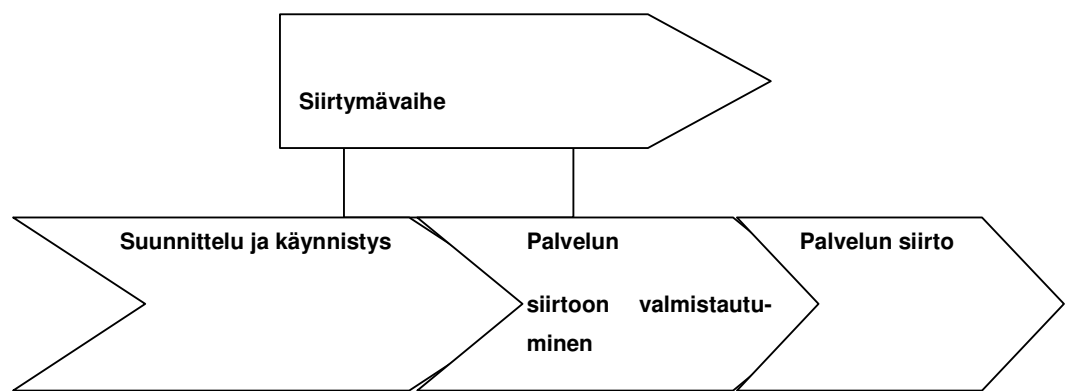 Siirtymävaihe
Suunnittelu ja käynnistys
Palvelun
siirtoon valmistautu-
minen
Palvelun siirto